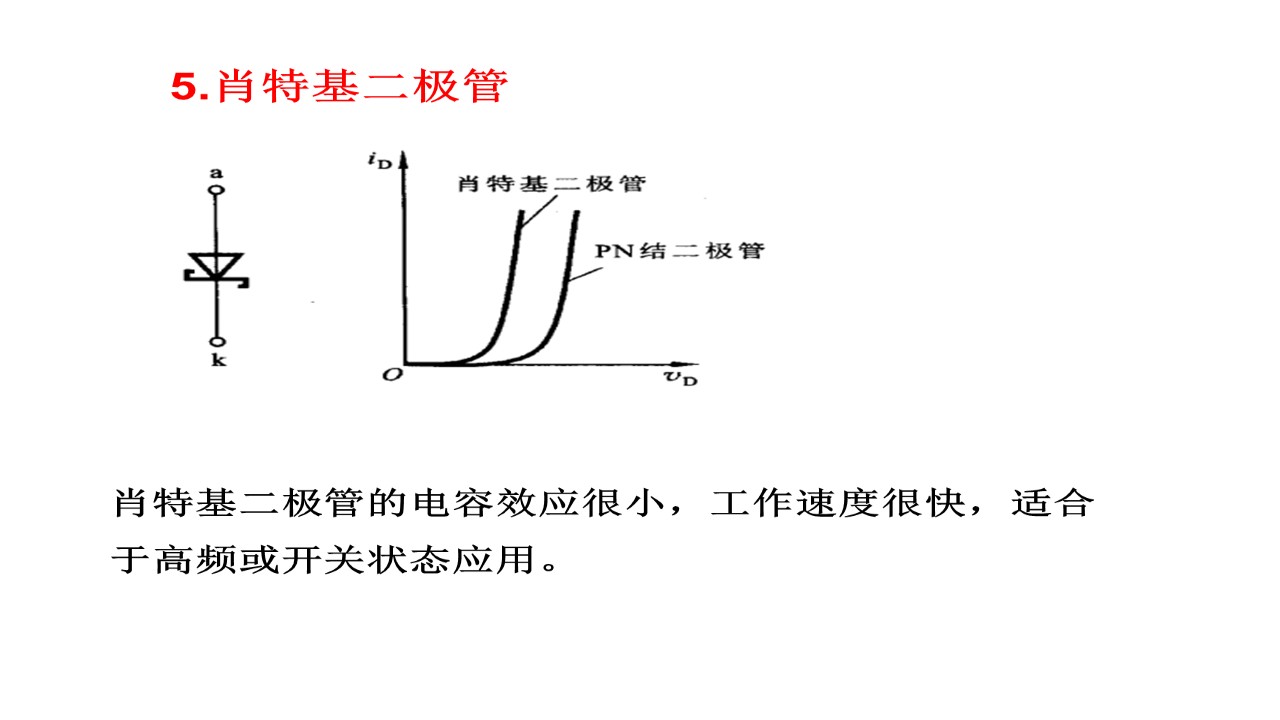 5.肖特基二极管
a
k
iD
肖特基二极管
PN结二极管
O
vD
肖特基二极管的电容效应很小，工作速度很快，适合
于高频或开关状态应用。